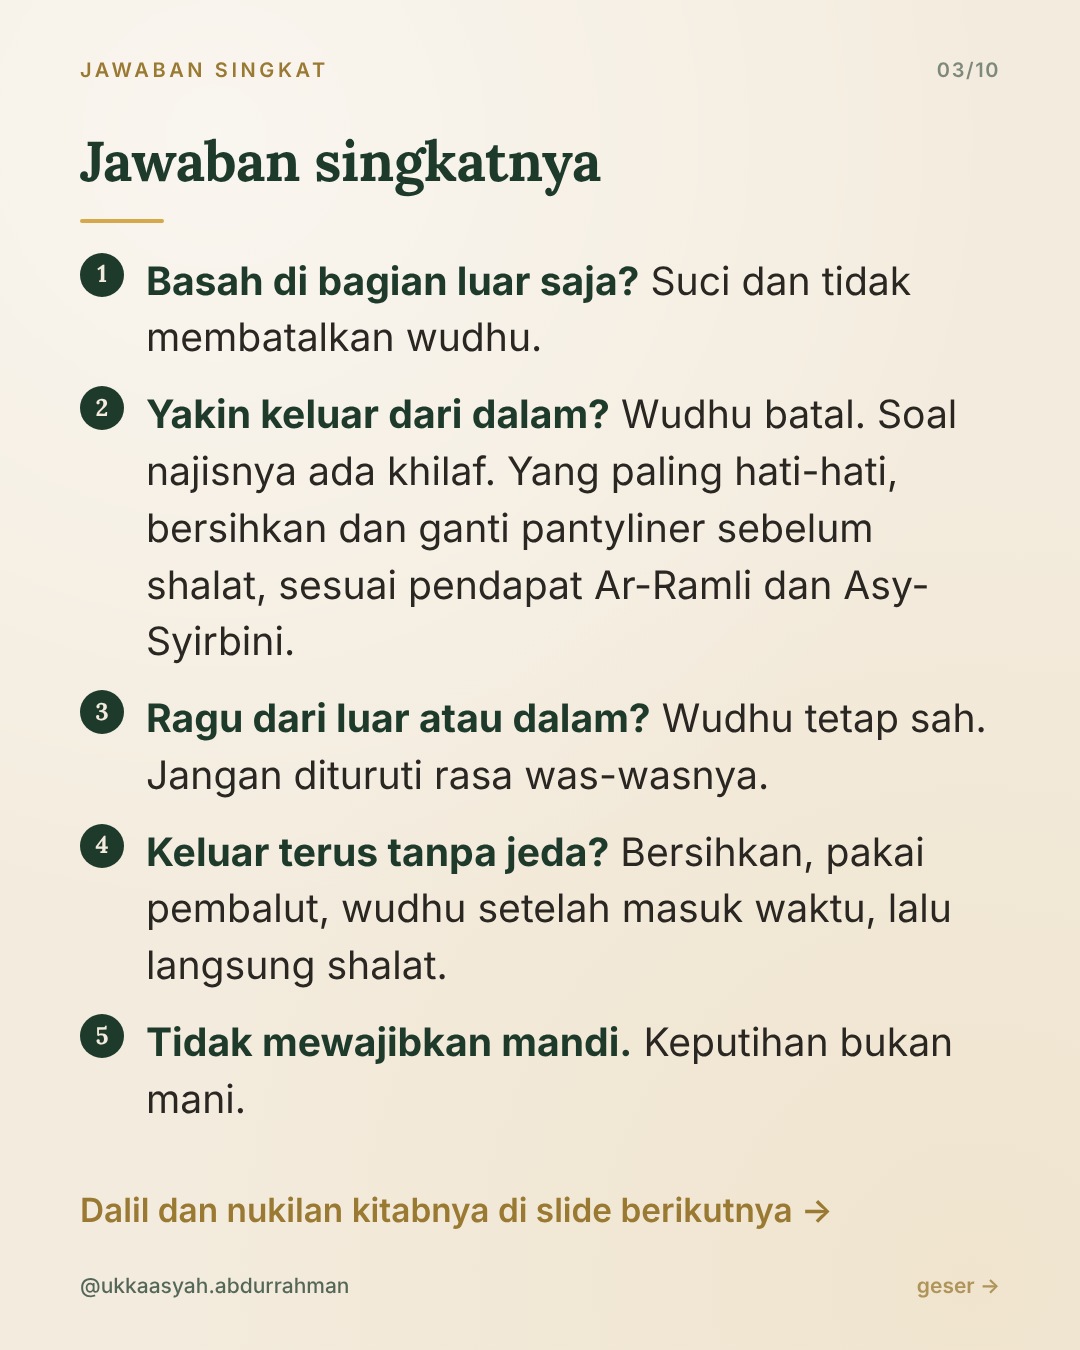 JAWABAN SINGKAT
03/10
Jawaban singkatnya
1 Basah di bagian luar saja? Suci dan tidak
membatalkan wudhu.
2 Yakin keluar dari dalam? Wudhu batal. Soal
najisnya ada khilaf. Yang paling hati-hati,
bersihkan dan ganti pantyliner sebelum
shalat, sesuai pendapat Ar-Ramli dan Asy-
Syirbini.
3 Ragu dari luar atau dalam? Wudhu tetap sah.
Jangan dituruti rasa was-wasnya.
4 Keluar terus tanpa jeda? Bersihkan, pakai
pembalut, wudhu setelah masuk waktu, lalu
langsung shalat.
5 Tidak mewajibkan mandi. Keputihan bukan
mani.
Dalil dan nukilan kitabnya di slide berikutnya →
@ukkaasyah.abdurrahman
geser →